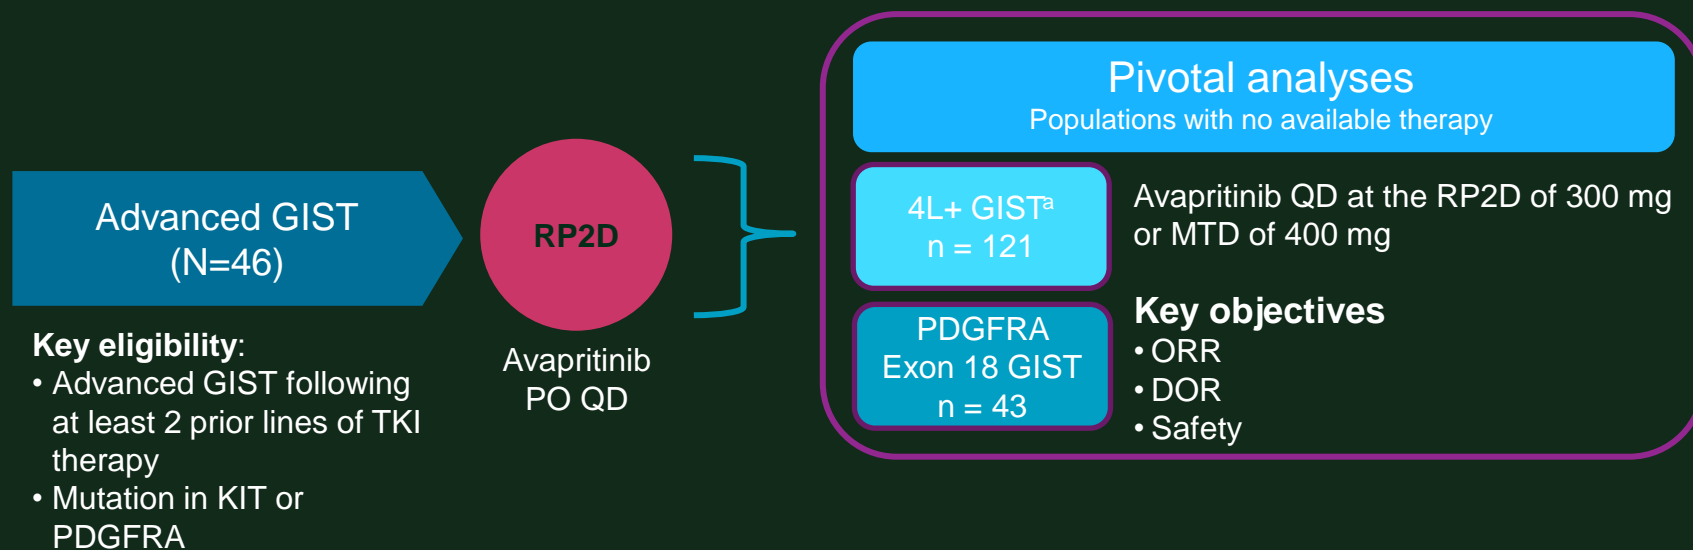 Advanced GIST
(N=46)
Key eligibility:
• Advanced GIST following
at least 2 prior lines of TKI
therapy
• Mutation in KIT or
PDGFRA
RP2D
Avapritinib
PO QD
Pivotal analyses
Populations with no available therapy
4L+ GISTᵃ
n = 121
Avapritinib QD at the RP2D of 300 mg
or MTD of 400 mg
PDGFRA
Exon 18 GIST
n = 43
Key objectives
• ORR
• DOR
• Safety